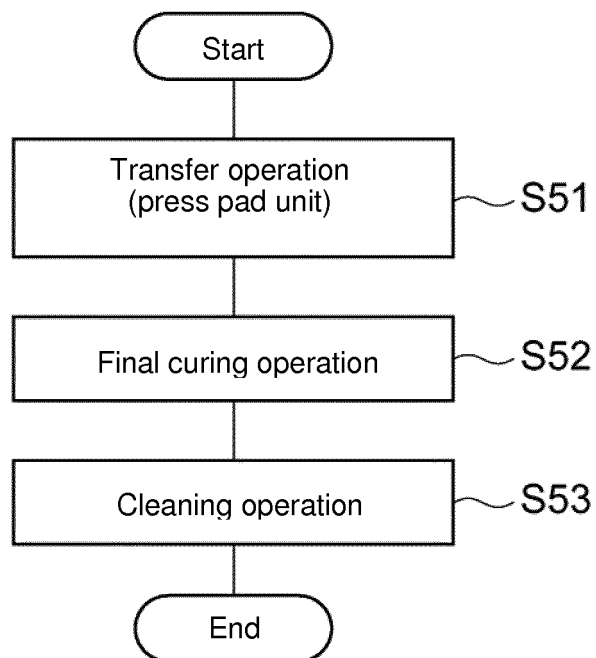 Start
Transfer operation
(press pad unit)
S51
Final curing operation
S52
Cleaning operation
S53
End